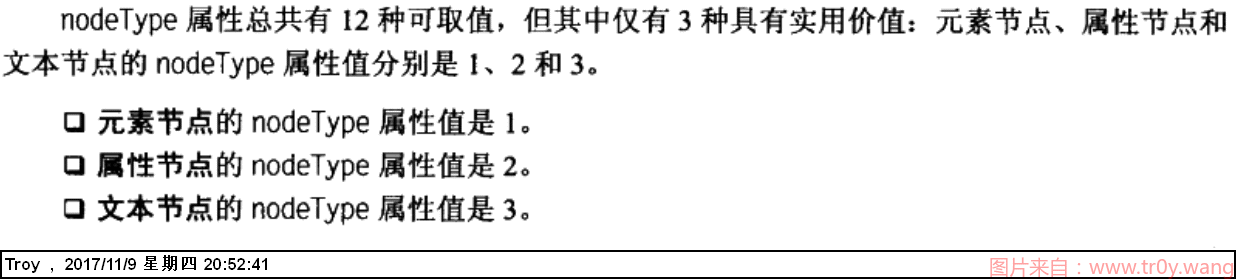 nodeType 属性总共有 12 种可取值，但其中仅有 3 种具有实用价值：元素节点、属性节点和
文本节点的 nodeType 属性值分别是 1、2 和 3。
❑ 元素节点的 nodeType 属性值是 1。
❑ 属性节点的 nodeType 属性值是 2。
❑ 文本节点的 nodeType 属性值是 3。
Troy , 2017/11/9 星期四 20:52:41
图片来自：www.tr0y.wang